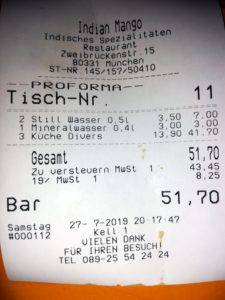 Indian Mango
Indisches Spezialitäten
Restaurant
Zweibrückenstr 15
80331 München
ST-NR 145/157/50410
PROFORMA
Tisch-Nr. 11
2 Still Wasser 0,5l 3.50 7.00
1 Mineralwasser 0,4l 3.00
3 Küche Divers 13.90 41.70
Gesamt 51,70
Zu versteuern MwSt 1 43,45
19% MwSt 1 8,25
Bar 51,70
Samstag 27- 7-2019 20:17:47
#000112 Kell 1
VIELEN DANK
FÜR IHREN BESUCH!
TEL 089-25 54 24 24